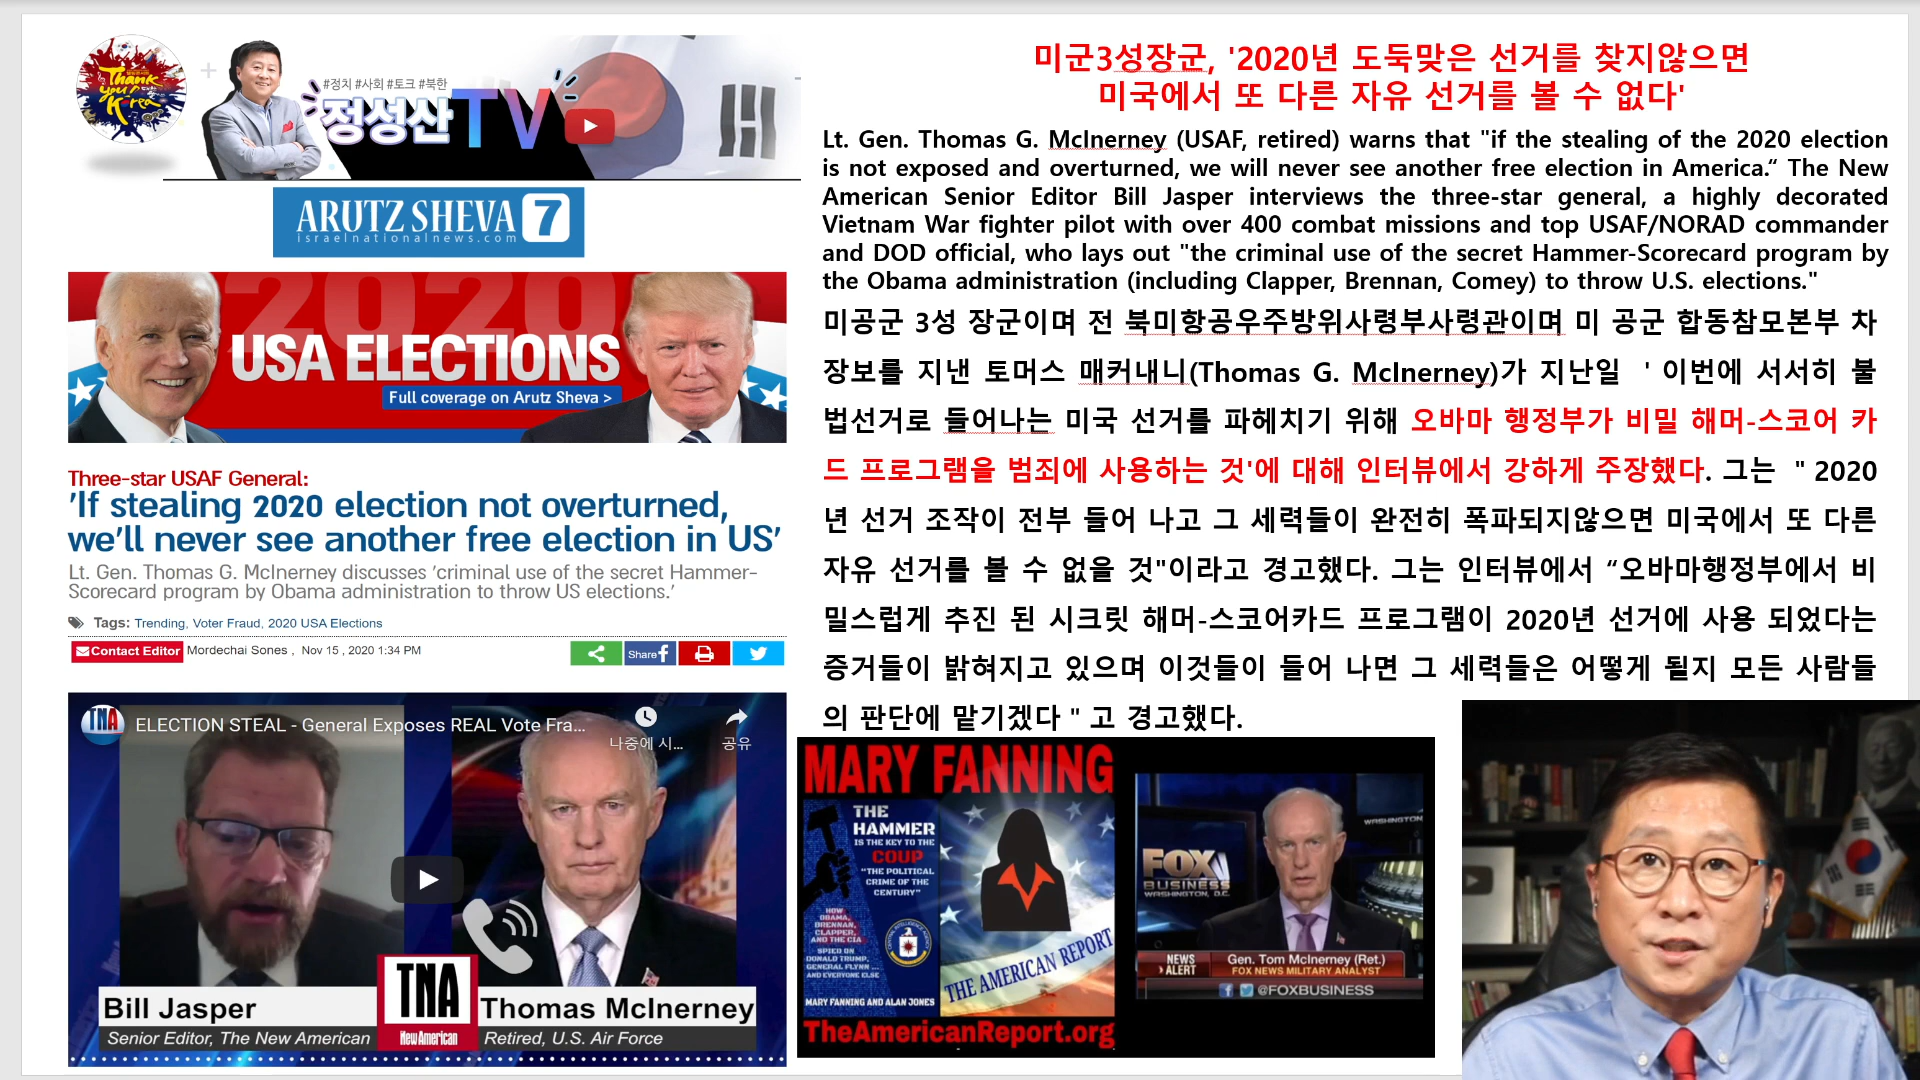 Thank
You
Korea
#정치 #사회 #토크 #북한
정성산TV
ARUTZ SHEVA 7
israelnationalnews.com
2020
USA ELECTIONS
Full coverage on Arutz Sheva >
Three-star USAF General:
'If stealing 2020 election not overturned,
we'll never see another free election in US'
Lt. Gen. Thomas G. McInerney discusses 'criminal use of the secret Hammer-
Scorecard program by Obama administration to throw US elections.'
Tags: Trending, Voter Fraud, 2020 USA Elections
Contact Editor Mordechai Sones , Nov 15 , 2020 1:34 PM
Share
TNA
ELECTION STEAL - General Exposes REAL Vote Fra...
나중에 시...
공유
Bill Jasper
Senior Editor, The New American
TNA
New American
Thomas McInerney
Retired, U.S. Air Force
미군3성장군, '2020년 도둑맞은 선거를 찾지않으면
미국에서 또 다른 자유 선거를 볼 수 없다'
Lt. Gen. Thomas G. McInerney (USAF, retired) warns that "if the stealing of the 2020 election
is not exposed and overturned, we will never see another free election in America.“ The New
American Senior Editor Bill Jasper interviews the three-star general, a highly decorated
Vietnam War fighter pilot with over 400 combat missions and top USAF/NORAD commander
and DOD official, who lays out "the criminal use of the secret Hammer-Scorecard program by
the Obama administration (including Clapper, Brennan, Comey) to throw U.S. elections."
미공군 3성 장군이며 전 북미항공우주방위사령부사령관이며 미 공군 합동참모본부 차
장보를 지낸 토머스 매커내니(Thomas G. McInerney)가 지난일 ' 이번에 서서히 불
법선거로 들어나는 미국 선거를 파헤치기 위해 오바마 행정부가 비밀 해머-스코어 카
드 프로그램을 범죄에 사용하는 것'에 대해 인터뷰에서 강하게 주장했다. 그는 " 2020
년 선거 조작이 전부 들어 나고 그 세력들이 완전히 폭파되지않으면 미국에서 또 다른
자유 선거를 볼 수 없을 것"이라고 경고했다. 그는 인터뷰에서 “오바마행정부에서 비
밀스럽게 추진 된 시크릿 해머-스코어카드 프로그램이 2020년 선거에 사용 되었다는
증거들이 밝혀지고 있으며 이것들이 들어 나면 그 세력들은 어떻게 될지 모든 사람들
의 판단에 맡기겠다 " 고 경고했다.
MARY FANNING
THE
HAMMER
IS THE KEY TO THE
COUP
"THE POLITICAL
CRIME OF THE
CENTURY"
HOW
OBAMA,
BRENNAN,
CLAPPER,
AND THE CIA
SPIED ON
DONALD TRUMP,
GENERAL FLYNN ...
AND EVERYONE ELSE
MARY FANNING AND ALAN JONES
THE AMERICAN REPORT
TheAmericanReport.org
WASHINGTON
FOX
BUSINESS
WASHINGTON, D.C.
NEWS
ALERT
Gen. Tom McInerney (Ret.)
FOX NEWS MILITARY ANALYST
@FOXBUSINESS